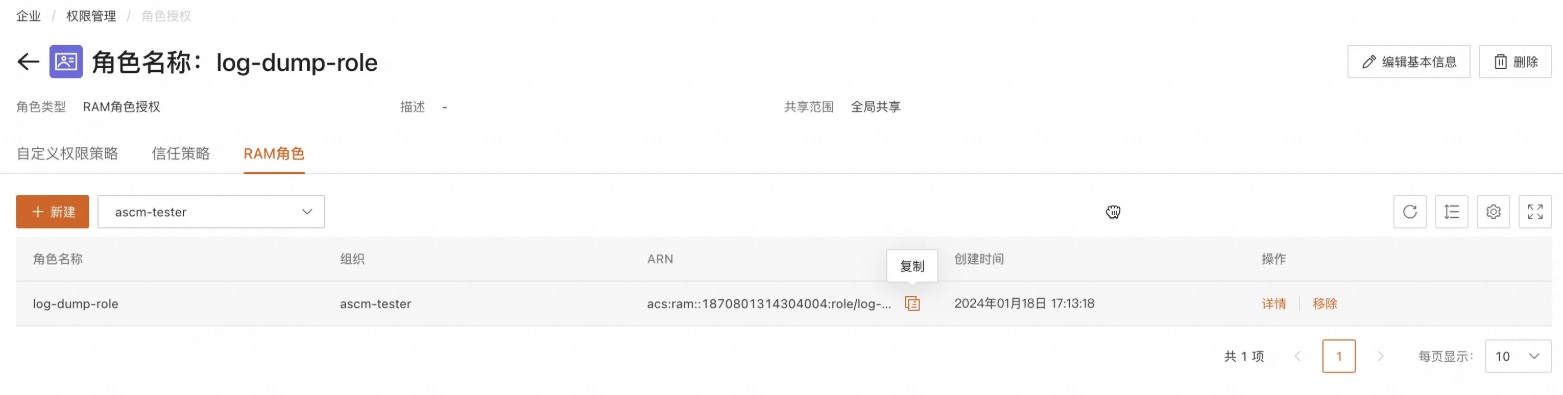 企业 / 权限管理 / 角色授权
角色名称：log-dump-role
编辑基本信息 删除
角色类型 RAM角色授权 描述 - 共享范围 全局共享
自定义权限策略 信任策略 RAM角色
新建 ascm-tester
角色名称 组织 ARN 复制 创建时间 操作
log-dump-role ascm-tester acs:ram::1870801314304004:role/log-... 2024年01月18日 17:13:18 详情 移除
共 1 项 1 每页显示: 10